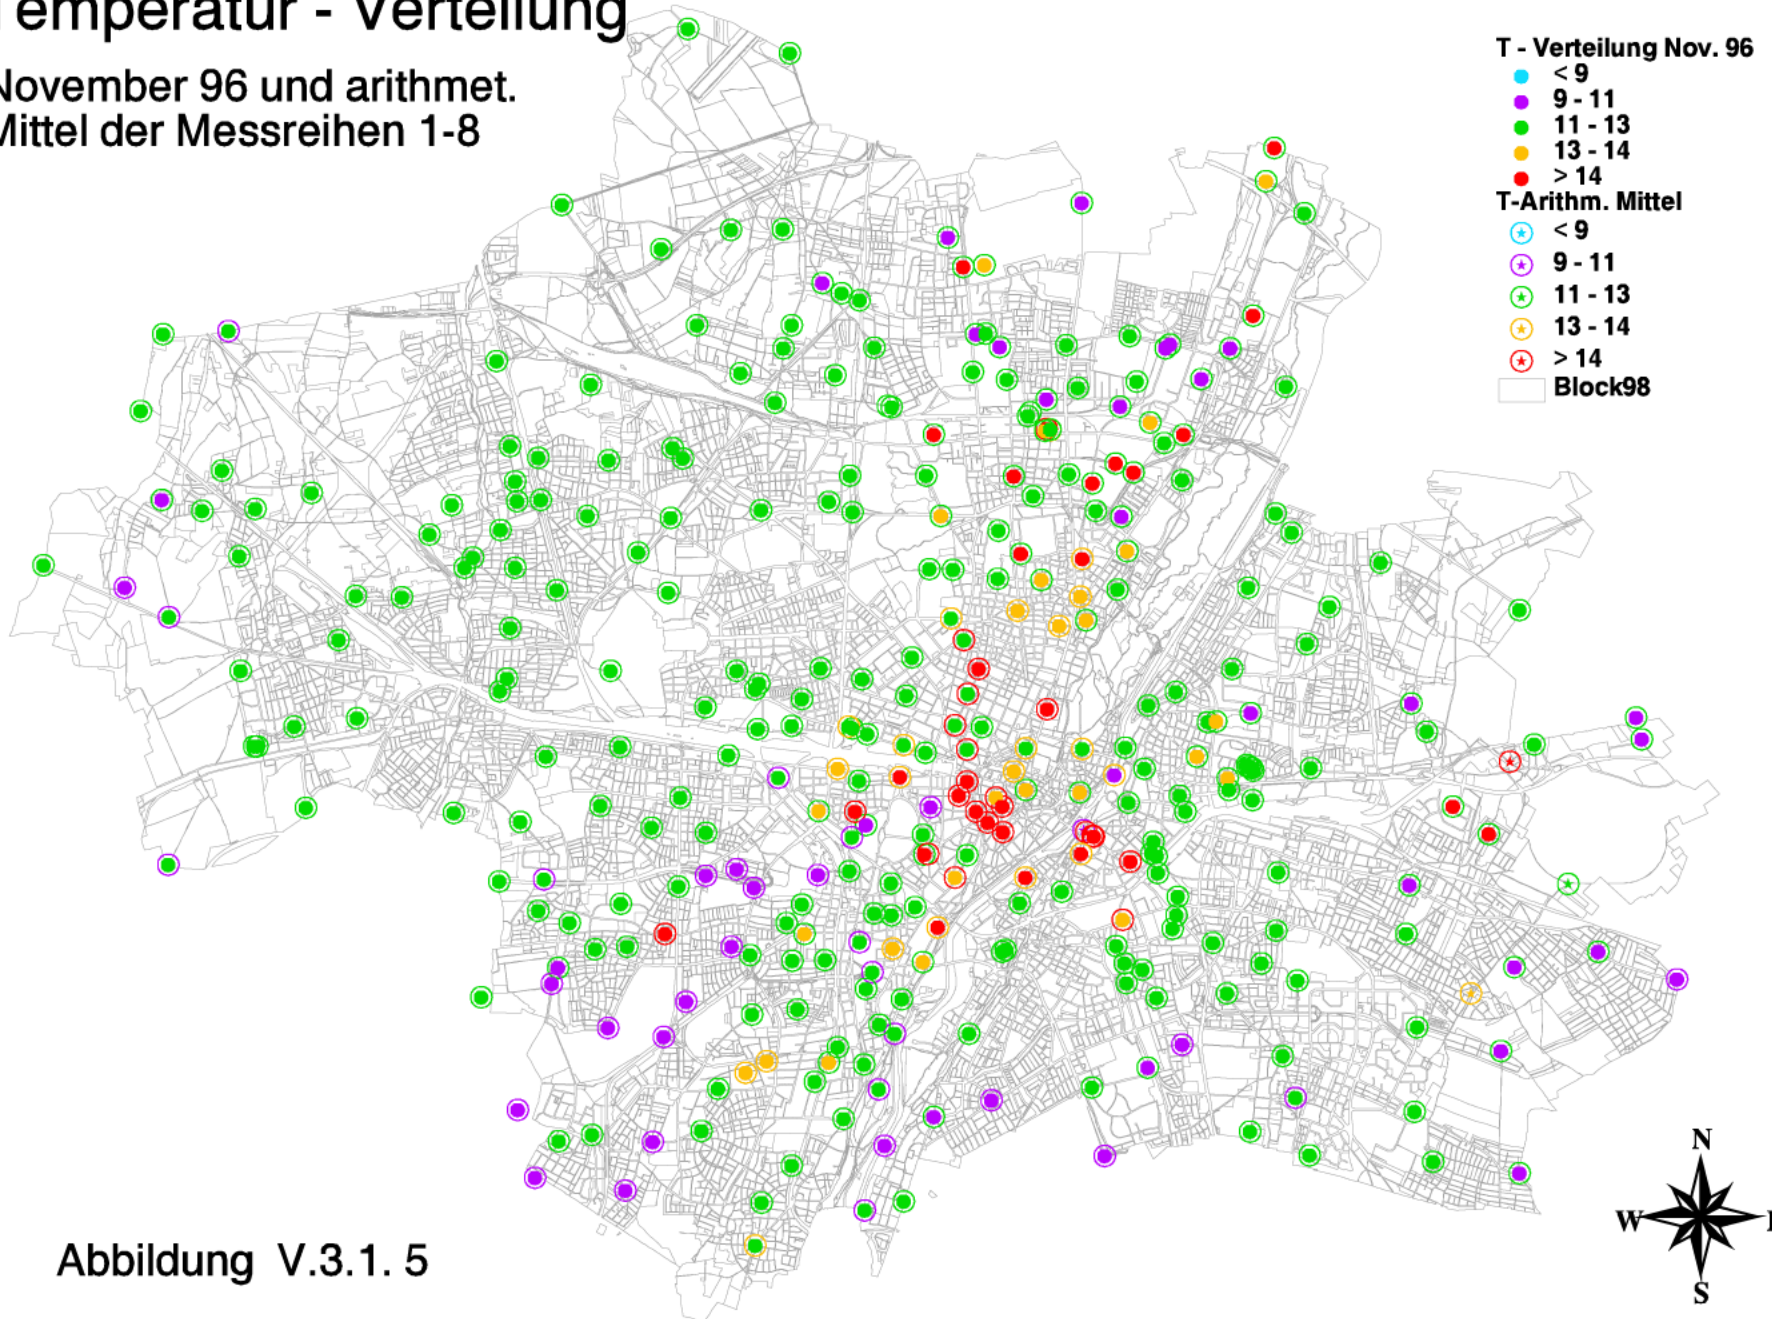 Temperatur - Verteilung
November 96 und arithmet.
Mittel der Messreihen 1-8
T - Verteilung Nov. 96
< 9
9 - 11
11 - 13
13 - 14
> 14
T-Arithm. Mittel
< 9
9 - 11
11 - 13
13 - 14
> 14
Block98
N
W
S
Abbildung V.3.1. 5